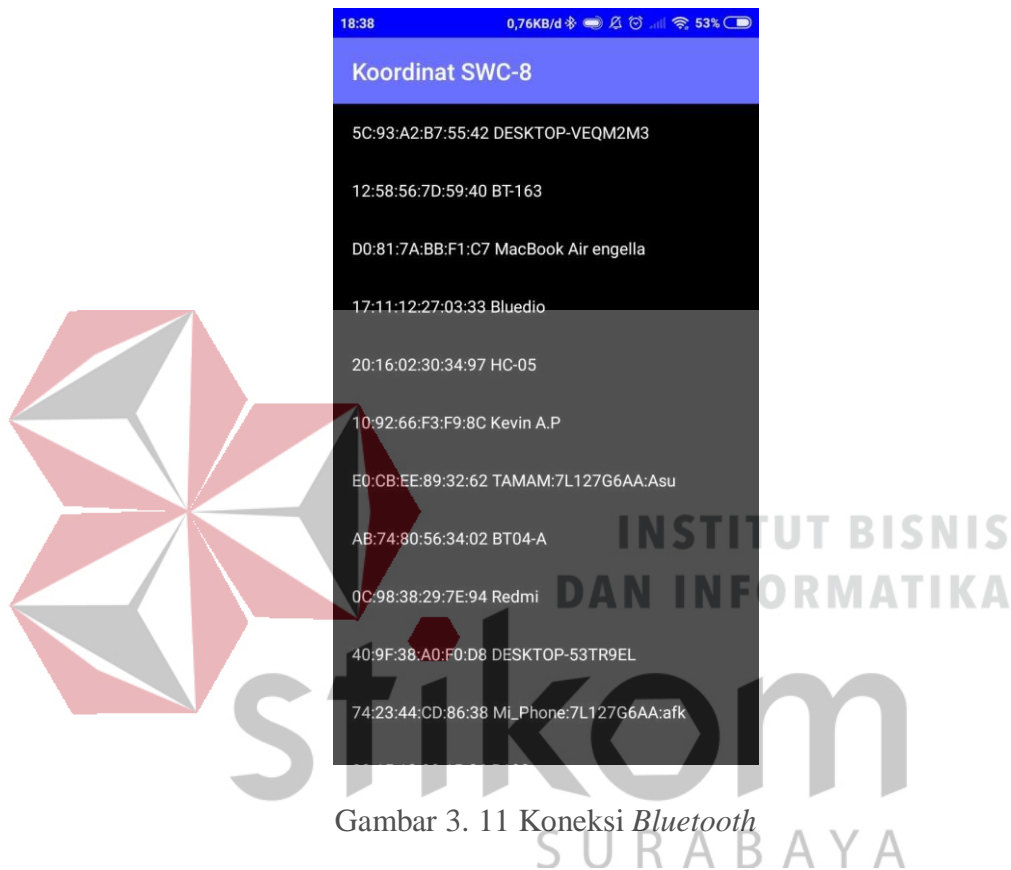 18:38 0,76KB/d 53%
Koordinat SWC-8
5C:93:A2:B7:55:42 DESKTOP-VEQM2M3
12:58:56:7D:59:40 BT-163
D0:81:7A:BB:F1:C7 MacBook Air engella
17:11:12:27:03:33 Bluedio
20:16:02:30:34:97 HC-05
10:92:66:F3:F9:8C Kevin A.P
E0:CB:EE:89:32:62 TAMAM:7L127G6AA:Asu
AB:74:80:56:34:02 BT04-A
0C:98:38:29:7E:94 Redmi
40:9F:38:A0:F0:D8 DESKTOP-53TR9EL
74:23:44:CD:86:38 Mi_Phone:7L127G6AA:afk
INSTITUT BISNIS
DAN INFORMATIKA
stikom
Gambar 3. 11 Koneksi Bluetooth
SURABAYA